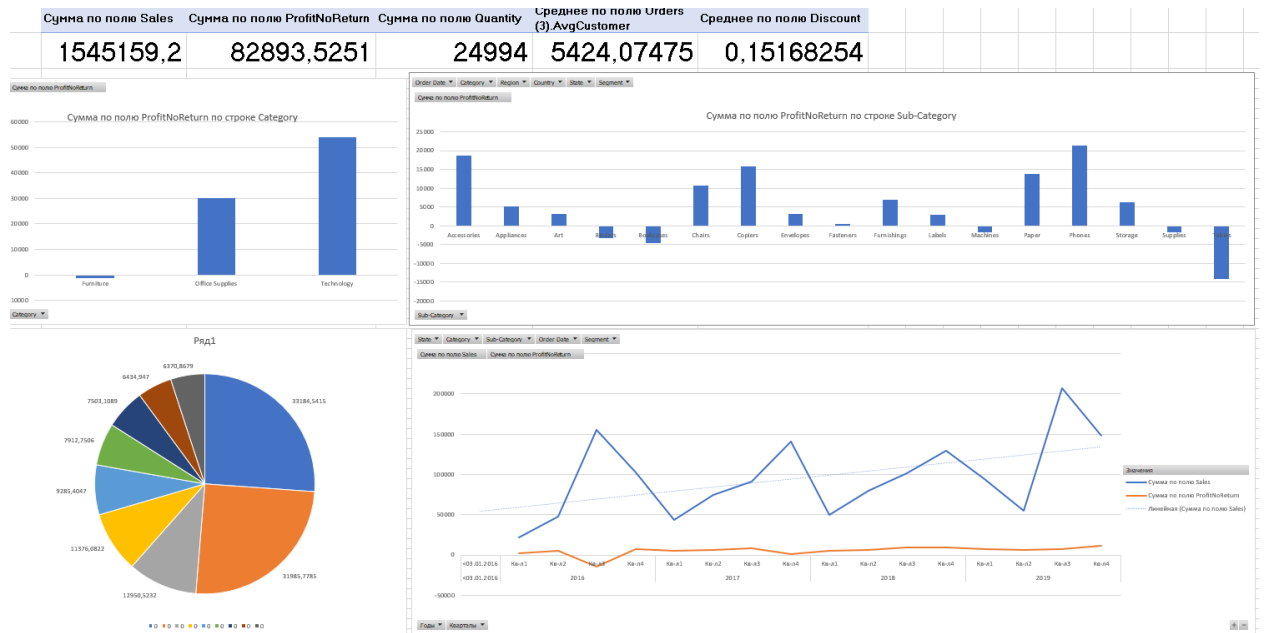 Сумма по полю Sales
Сумма по полю ProfitNoReturn
Сумма по полю Quantity
Среднее по полю Orders
(3).AvgCustomer
Среднее по полю Discount
1545159,2
82893,5251
24994
5424,07475
0,15168254
Сумма по полю ProfitNoReturn
Сумма по полю ProfitNoReturn по строке Category
60000
50000
40000
30000
20000
10000
0
10000
Furniture
Office Supplies
Technology
Category
Order Date
Category
Region
Country
State
Segment
Сумма по полю ProfitNoReturn
Сумма по полю ProfitNoReturn по строке Sub-Category
25000
20000
15000
10000
5000
0
-5000
-10000
-15000
-20000
Accessories
Appliances
Art
Chairs
Copiers
Envelopes
Fasteners
Furnishings
Labels
Machines
Paper
Phones
Storage
Supplies
Sub-Category
Ряд1
6370,8679
6434,947
7503,1089
7912,7506
9285,4047
11376,0822
12950,5232
31985,7785
33184,5415
0 0 0 0 0 0 0 0 0
State
Category
Sub-Category
Order Date
Segment
Сумма по полю Sales
Сумма по полю ProfitNoReturn
200000
150000
100000
50000
0
-50000
<03.01.2016 Кв-л1 Кв-л2 Кв-л3 Кв-л4 Кв-л1 Кв-л2 Кв-л3 Кв-л4 Кв-л1 Кв-л2 Кв-л3 Кв-л4 Кв-л1 Кв-л2 Кв-л3 Кв-л4
<03.01.2016 2016 2017 2018 2019
Значения
Сумма по полю Sales
Сумма по полю ProfitNoReturn
Линейная (Сумма по полю Sales)
Годы
Кварталы